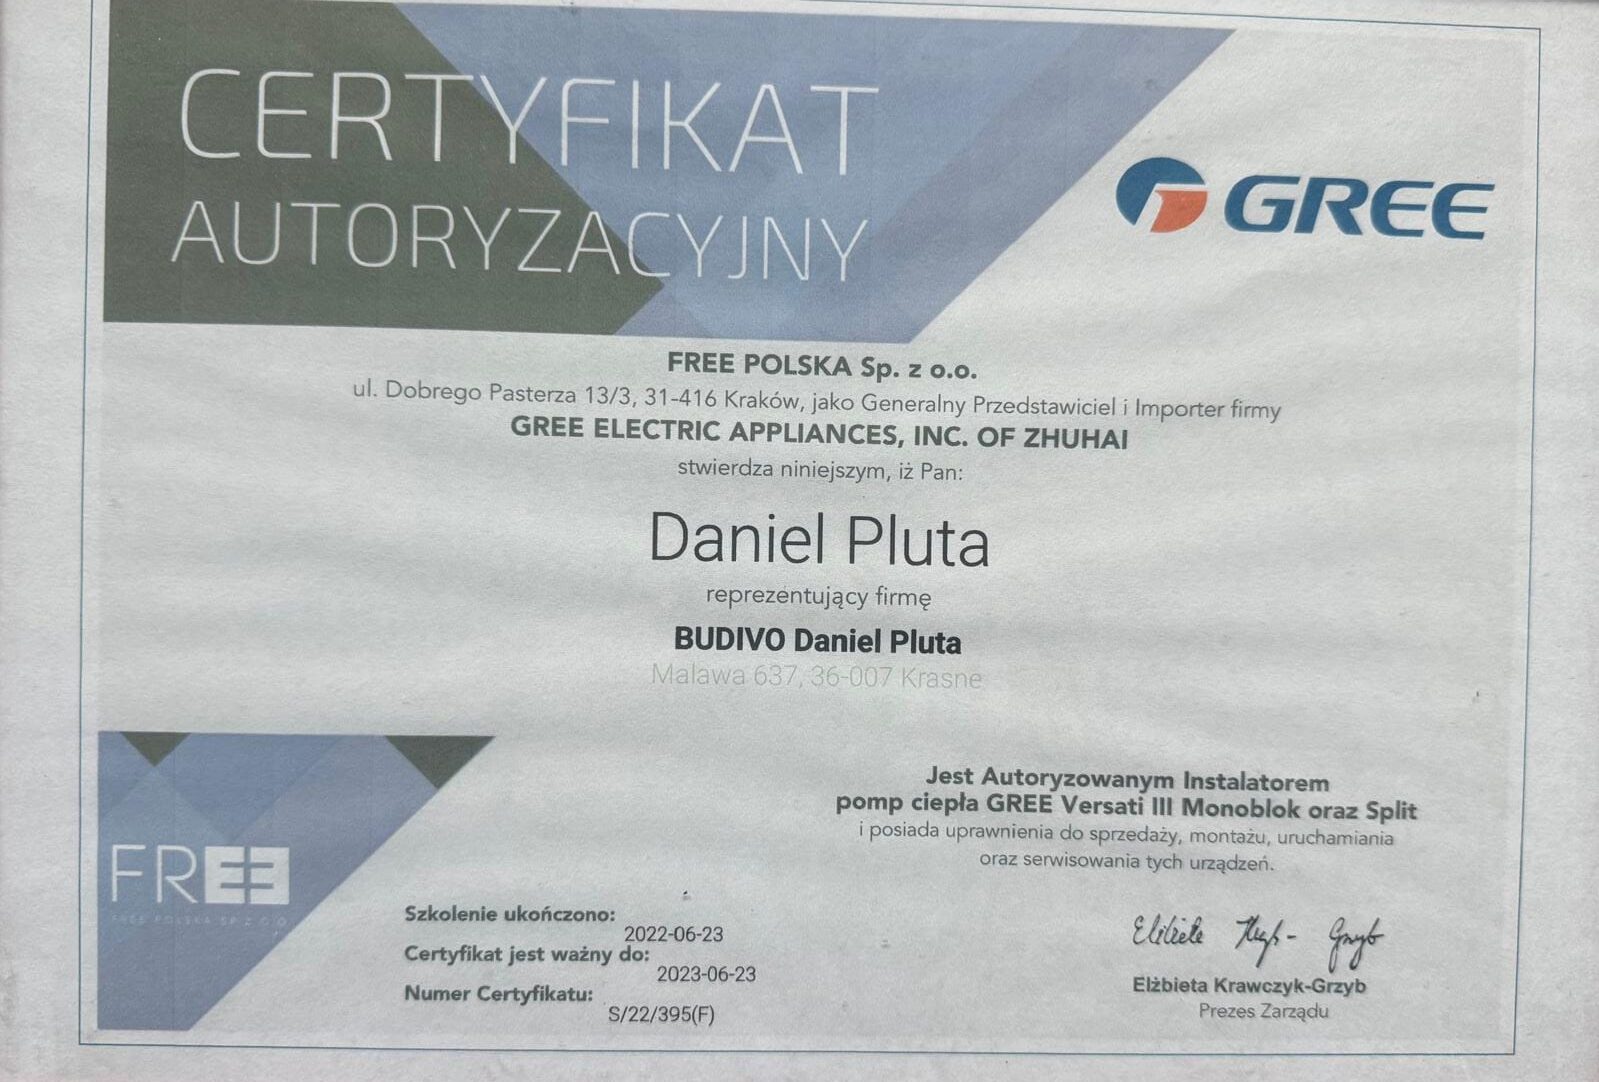 CERTYFIKAT
AUTORYZACYJNY
GREE
FREE POLSKA Sp. z o.o.
ul. Dobrego Pasterza 13/3, 31-416 Kraków, jako Generalny Przedstawiciel i Importer firmy
GREE ELECTRIC APPLIANCES, INC. OF ZHUHAI
stwierdza niniejszym, iż Pan:
Daniel Pluta
reprezentujący firmę
BUDIVO Daniel Pluta
Malawa 637, 36-007 Krasne
Jest Autoryzowanym Instalatorem
pomp ciepła GREE Versati III Monoblok oraz Split
i posiada uprawnienia do sprzedaży, montażu, uruchamiania
oraz serwisowania tych urządzeń.
FREE
FREE POLSKA SP. Z O.O.
Szkolenie ukończono:
2022-06-23
Certyfikat jest ważny do:
2023-06-23
Numer Certyfikatu:
S/22/395(F)
Elżbieta Krawczyk-Grzyb
Prezes Zarządu